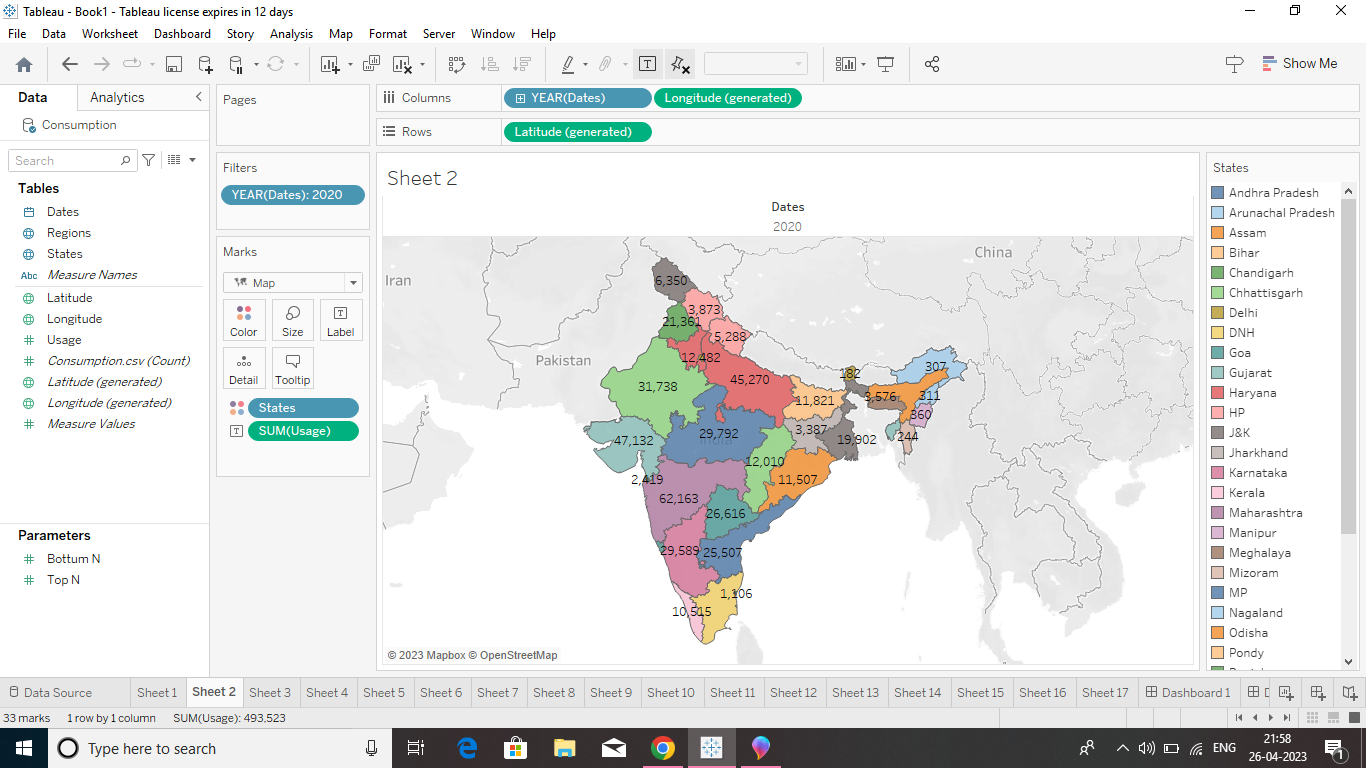 Tableau - Book1 - Tableau license expires in 12 days
File Data Worksheet Dashboard Story Analysis Map Format Server Window Help
Show Me
Data Analytics
Consumption
Search
Tables
Dates
Regions
States
Abc Measure Names
Latitude
Longitude
Usage
Consumption.csv (Count)
Latitude (generated)
Longitude (generated)
Measure Values
Parameters
Bottum N
Top N
Pages
Filters
YEAR(Dates): 2020
Marks
Map
Color Size Label
Detail Tooltip
States
SUM(Usage)
Columns YEAR(Dates) Longitude (generated)
Rows Latitude (generated)
Sheet 2
Dates
2020
China
Iran
Pakistan
India
6,350
3,873
21,361
5,288
12,482
45,270
31,738
182
307
3,576
311
11,821
360
3,387
29,792
19,902
244
47,132
12,010
2,419
11,507
62,163
26,616
29,589
25,507
1,106
10,515
© 2023 Mapbox © OpenStreetMap
States
Andhra Pradesh
Arunachal Pradesh
Assam
Bihar
Chandigarh
Chhattisgarh
Delhi
DNH
Goa
Gujarat
Haryana
HP
J&K
Jharkhand
Karnataka
Kerala
Maharashtra
Manipur
Meghalaya
Mizoram
MP
Nagaland
Odisha
Pondy
Data Source Sheet 1 Sheet 2 Sheet 3 Sheet 4 Sheet 5 Sheet 6 Sheet 7 Sheet 8 Sheet 9 Sheet 10 Sheet 11 Sheet 12 Sheet 13 Sheet 14 Sheet 15 Sheet 16 Sheet 17 Dashboard 1
33 marks 1 row by 1 column SUM(Usage): 493,523
Type here to search
ENG
21:58
26-04-2023
1